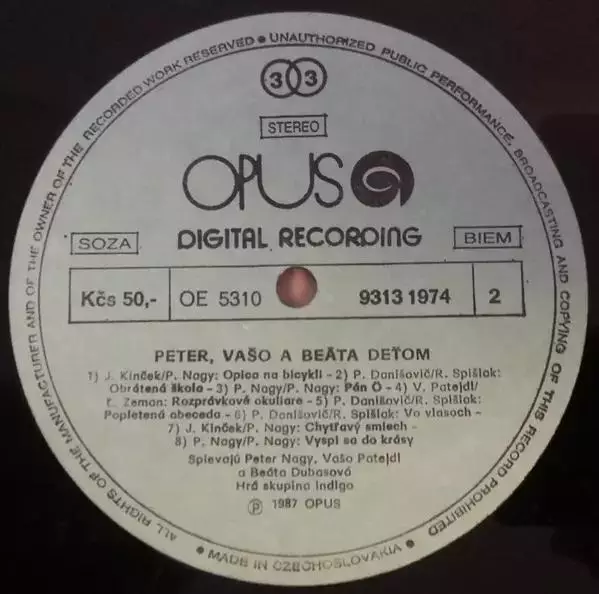 ALL RIGHTS OF THE MANUFACTURER AND OF THE OWNER OF THE RECORDED WORK RESERVED • UNAUTHORIZED PUBLIC PERFORMANCE, BROADCASTING AND COPYING OF THIS RECORD PROHIBITED
33
STEREO
OPUS
SOZA DIGITAL RECORDING BIEM
Kčs 50,- OE 5310 9313 1974 2
PETER, VAŠO A BEÁTA DEŤOM
1) J. Kinček/P. Nagy: Opica na bicykli - 2) P. Danišovič/R. Spišlak:
Obrátená škola - 3) P. Nagy/P. Nagy: Pán Ó - 4) V. Patejdl/
Ľ. Zeman: Rozprávkové okuliare - 5) P. Danišovič/R. Spišlak:
Popletená abeceda - 6) P. Danišovič/R. Spišlak: Vo vlasoch -
7) J. Kinček/P. Nagy: Chytľavý smiech -
8) P. Nagy/P. Nagy: Vyspi sa do krásy
Spievajú Peter Nagy, Vašo Patejdl
a Beáta Dubasová
Hrá skupina Indigo
Ⓟ 1987 OPUS
• MADE IN CZECHOSLOVAKIA •